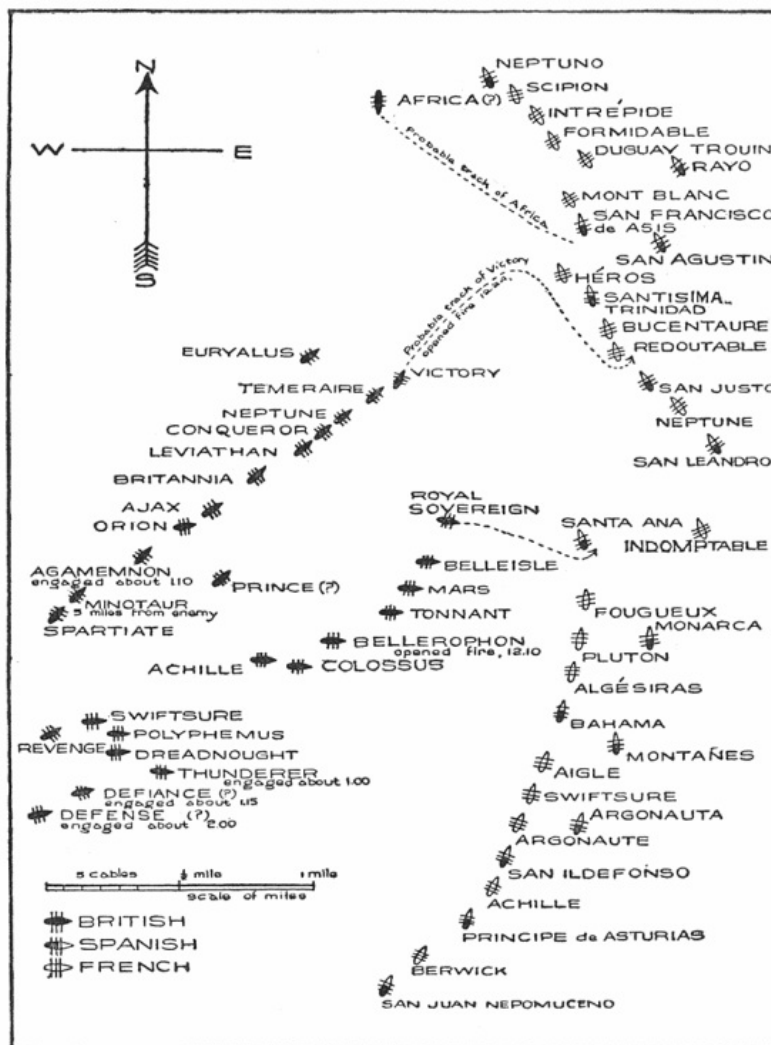 N
W
E
S
NEPTUNO
AFRICA(?)
SCIPION
INTRÉPIDE
FORMIDABLE
DUGUAY TROUIN
RAYO
Probable track of Africa
MONT BLANC
SAN FRANCISCO
de ASIS
SAN AGUSTIN
HÉROS
SANTISIMA
TRINIDAD
BUCENTAURE
REDOUTABLE
Probable track of Victory
opened fire 12.20.
EURYALUS
VICTORY
TEMERAIRE
SAN JUSTO
NEPTUNE
NEPTUNE
CONQUEROR
LEVIATHAN
SAN LEANDRO
BRITANNIA
AJAX
ORION
ROYAL
SOVEREIGN
SANTA ANA
INDOMPTABLE
AGAMEMNON
engaged about 1.10
BELLEISLE
PRINCE(?)
MARS
MINOTAUR
5 miles from enemy
SPARTIATE
TONNANT
FOUGUEUX
MONARCA
BELLEROPHON
opened fire, 12.10
PLUTON
ACHILLE
COLOSSUS
ALGÉSIRAS
SWIFTSURE
BAHAMA
REVENGE
POLYPHEMUS
DREADNOUGHT
MONTAÑES
THUNDERER
engaged about 1.00
AIGLE
DEFIANCE(?)
engaged about 1.15
SWIFTSURE
DEFENSE (?)
engaged about 2.00
ARGONAUTA
ARGONAUTE
SAN ILDEFÓNSO
5 cables
½ mile
1 mile
Scale of miles
ACHILLE
BRITISH
PRINCIPE de ASTURIAS
SPANISH
FRENCH
BERWICK
SAN JUAN NEPOMUCENO